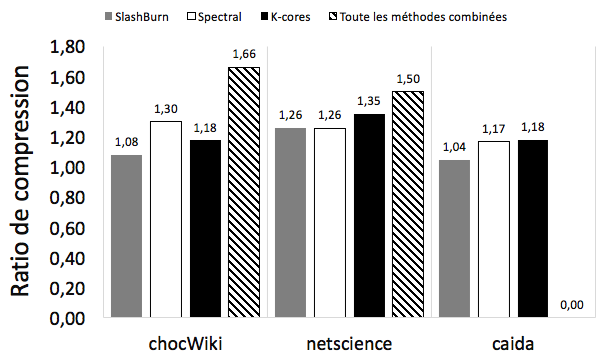 SlashBurn Spectral K-cores Toute les méthodes combinées
Ratio de compression
1,80
1,60
1,40
1,20
1,00
0,80
0,60
0,40
0,20
0,00
1,08 1,30 1,18 1,66
1,26 1,26 1,35 1,50
1,04 1,17 1,18 0,00
chocWiki netscience caida